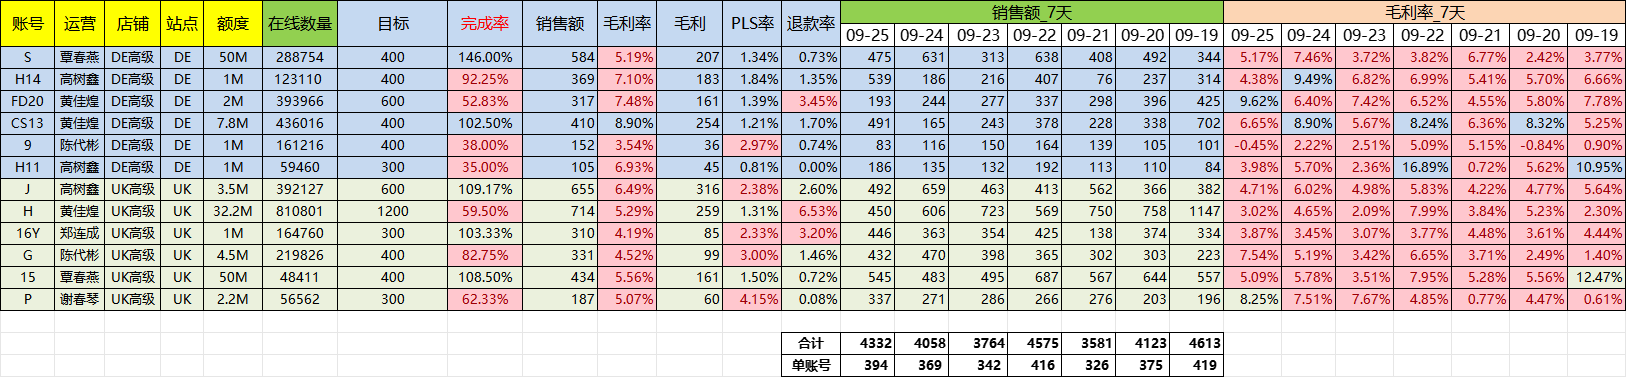 账号 运营 店铺 站点 额度 在线数量 目标 完成率 销售额 毛利率 毛利 PLS率 退款率 销售额_7天 毛利率_7天
09-25 09-24 09-23 09-22 09-21 09-20 09-19 09-25 09-24 09-23 09-22 09-21 09-20 09-19
S 覃春燕 DE高级 DE 50M 288754 400 146.00% 584 5.19% 207 1.34% 0.73% 475 631 313 638 408 492 344 5.17% 7.46% 3.72% 3.82% 6.77% 2.42% 3.77%
H14 高树鑫 DE高级 DE 1M 123110 400 92.25% 369 7.10% 183 1.84% 1.35% 539 186 216 407 76 237 314 4.38% 9.49% 6.82% 6.99% 5.41% 5.70% 6.66%
FD20 黄佳煌 DE高级 DE 2M 393966 600 52.83% 317 7.48% 161 1.39% 3.45% 193 244 277 337 298 396 425 9.62% 6.40% 7.42% 6.52% 4.55% 5.80% 7.78%
CS13 黄佳煌 DE高级 DE 7.8M 436016 400 102.50% 410 8.90% 254 1.21% 1.70% 491 165 243 378 228 338 702 6.65% 8.90% 5.67% 8.24% 6.36% 8.32% 5.25%
9 陈代彬 DE高级 DE 1M 161216 400 38.00% 152 3.54% 36 2.97% 0.74% 83 116 150 164 139 105 101 -0.45% 2.22% 2.51% 5.09% 5.15% -0.84% 0.90%
H11 高树鑫 DE高级 DE 1M 59460 300 35.00% 105 6.93% 45 0.81% 0.00% 186 135 132 192 113 110 84 3.98% 5.70% 2.36% 16.89% 0.72% 5.62% 10.95%
J 高树鑫 UK高级 UK 3.5M 392127 600 109.17% 655 6.49% 316 2.38% 2.60% 492 659 463 413 562 366 382 4.71% 6.02% 4.98% 5.83% 4.22% 4.77% 5.64%
H 黄佳煌 UK高级 UK 32.2M 810801 1200 59.50% 714 5.29% 259 1.31% 6.53% 450 606 723 569 750 758 1147 3.02% 4.65% 2.09% 7.99% 3.84% 5.23% 2.30%
16Y 郑连成 UK高级 UK 1M 164760 300 103.33% 310 4.19% 85 2.33% 3.20% 446 363 354 425 138 374 334 3.87% 3.45% 3.07% 3.77% 4.48% 3.61% 4.44%
G 陈代彬 UK高级 UK 4.5M 219826 400 82.75% 331 4.52% 99 3.00% 1.46% 432 470 398 365 302 303 223 7.54% 5.19% 3.42% 6.65% 3.71% 2.49% 1.40%
15 覃春燕 UK高级 UK 50M 48411 400 108.50% 434 5.56% 161 1.50% 0.72% 545 483 495 687 567 644 557 5.09% 5.78% 3.51% 7.95% 5.28% 5.56% 12.47%
P 谢春琴 UK高级 UK 2.2M 56562 300 62.33% 187 5.07% 60 4.15% 0.08% 337 271 286 266 276 203 196 8.25% 7.51% 7.67% 4.85% 0.77% 4.47% 0.61%
合计 4332 4058 3764 4575 3581 4123 4613
单账号 394 369 342 416 326 375 419